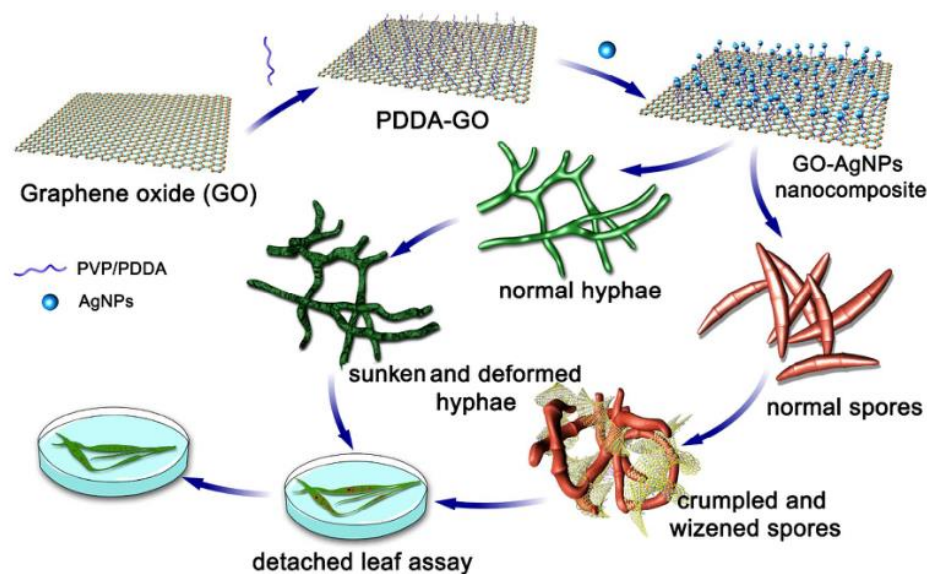 PDDA-GO
Graphene oxide (GO)
GO-AgNPs
nanocomposite
PVP/PDDA
AgNPs
normal hyphae
sunken and deformed
hyphae
normal spores
crumpled and
wizened spores
detached leaf assay